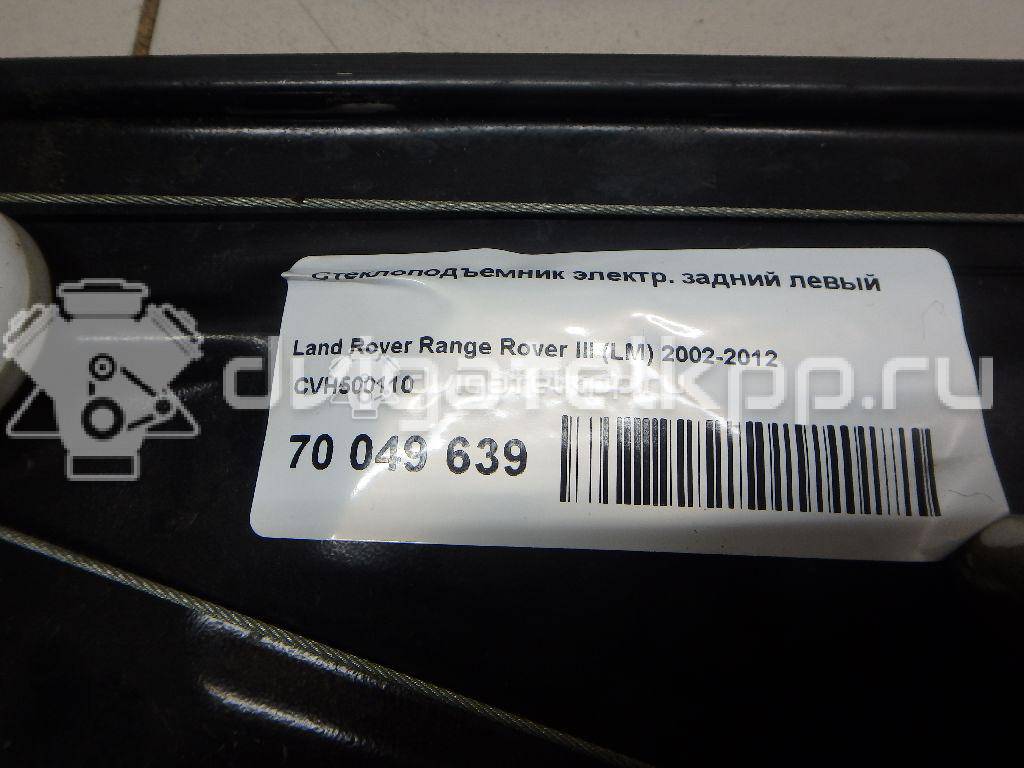 Стеклоподъемник электр. задний левый
Land Rover Range Rover III (LM) 2002-2012
CVH500110
dvigatelkpp.ru
70 049 639